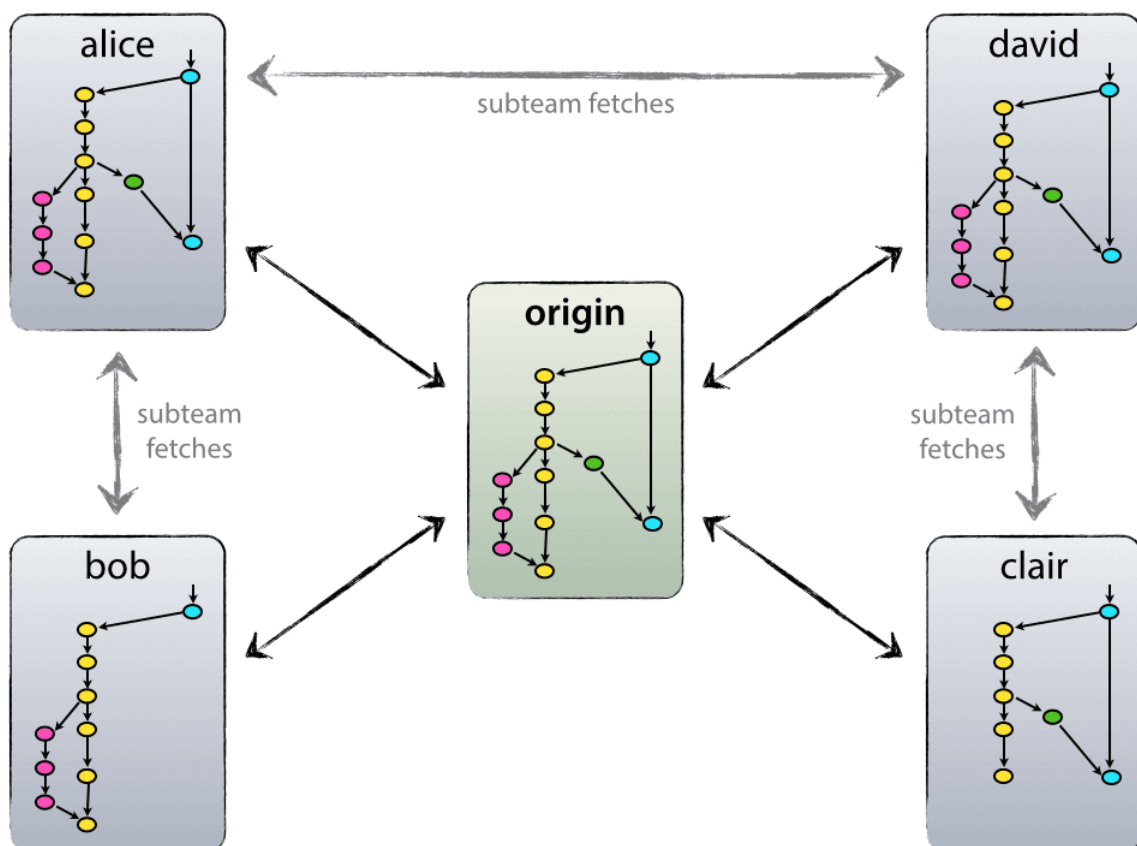 alice
david
subteam fetches
origin
subteam
fetches
subteam
fetches
bob
clair